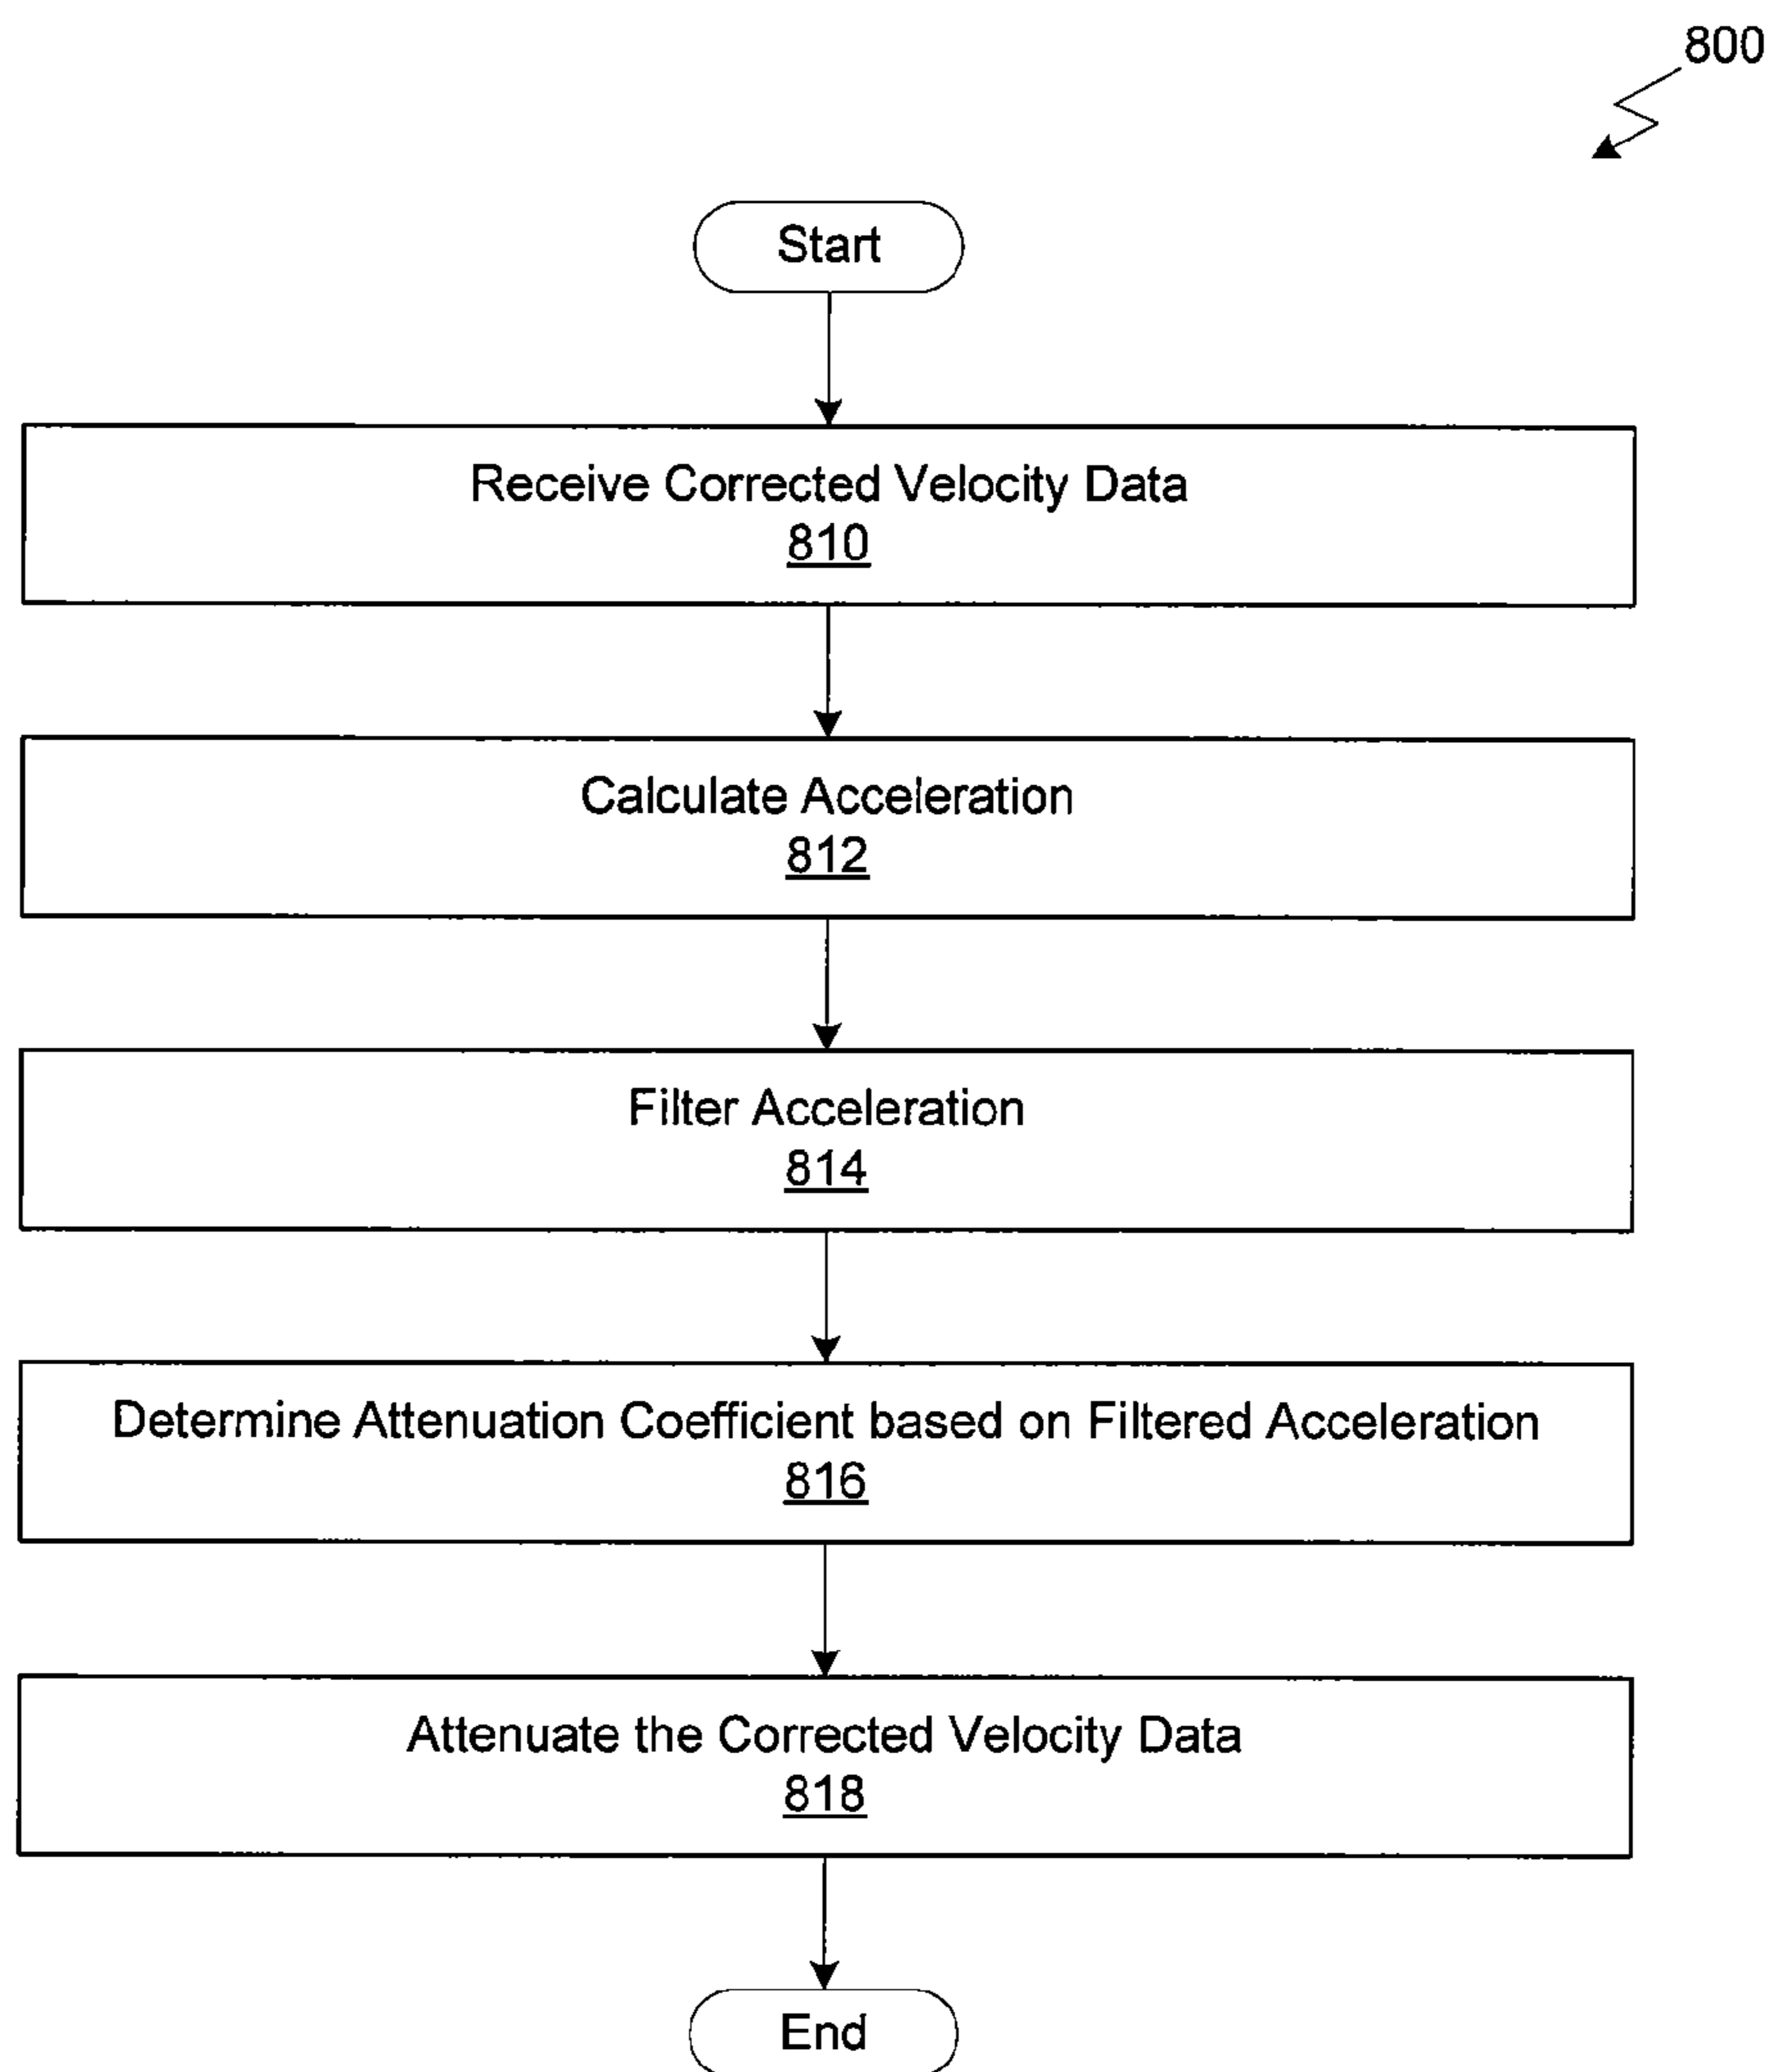 800
Start
Receive Corrected Velocity Data
810
Calculate Acceleration
812
Filter Acceleration
814
Determine Attenuation Coefficient based on Filtered Acceleration
816
Attenuate the Corrected Velocity Data
818
End